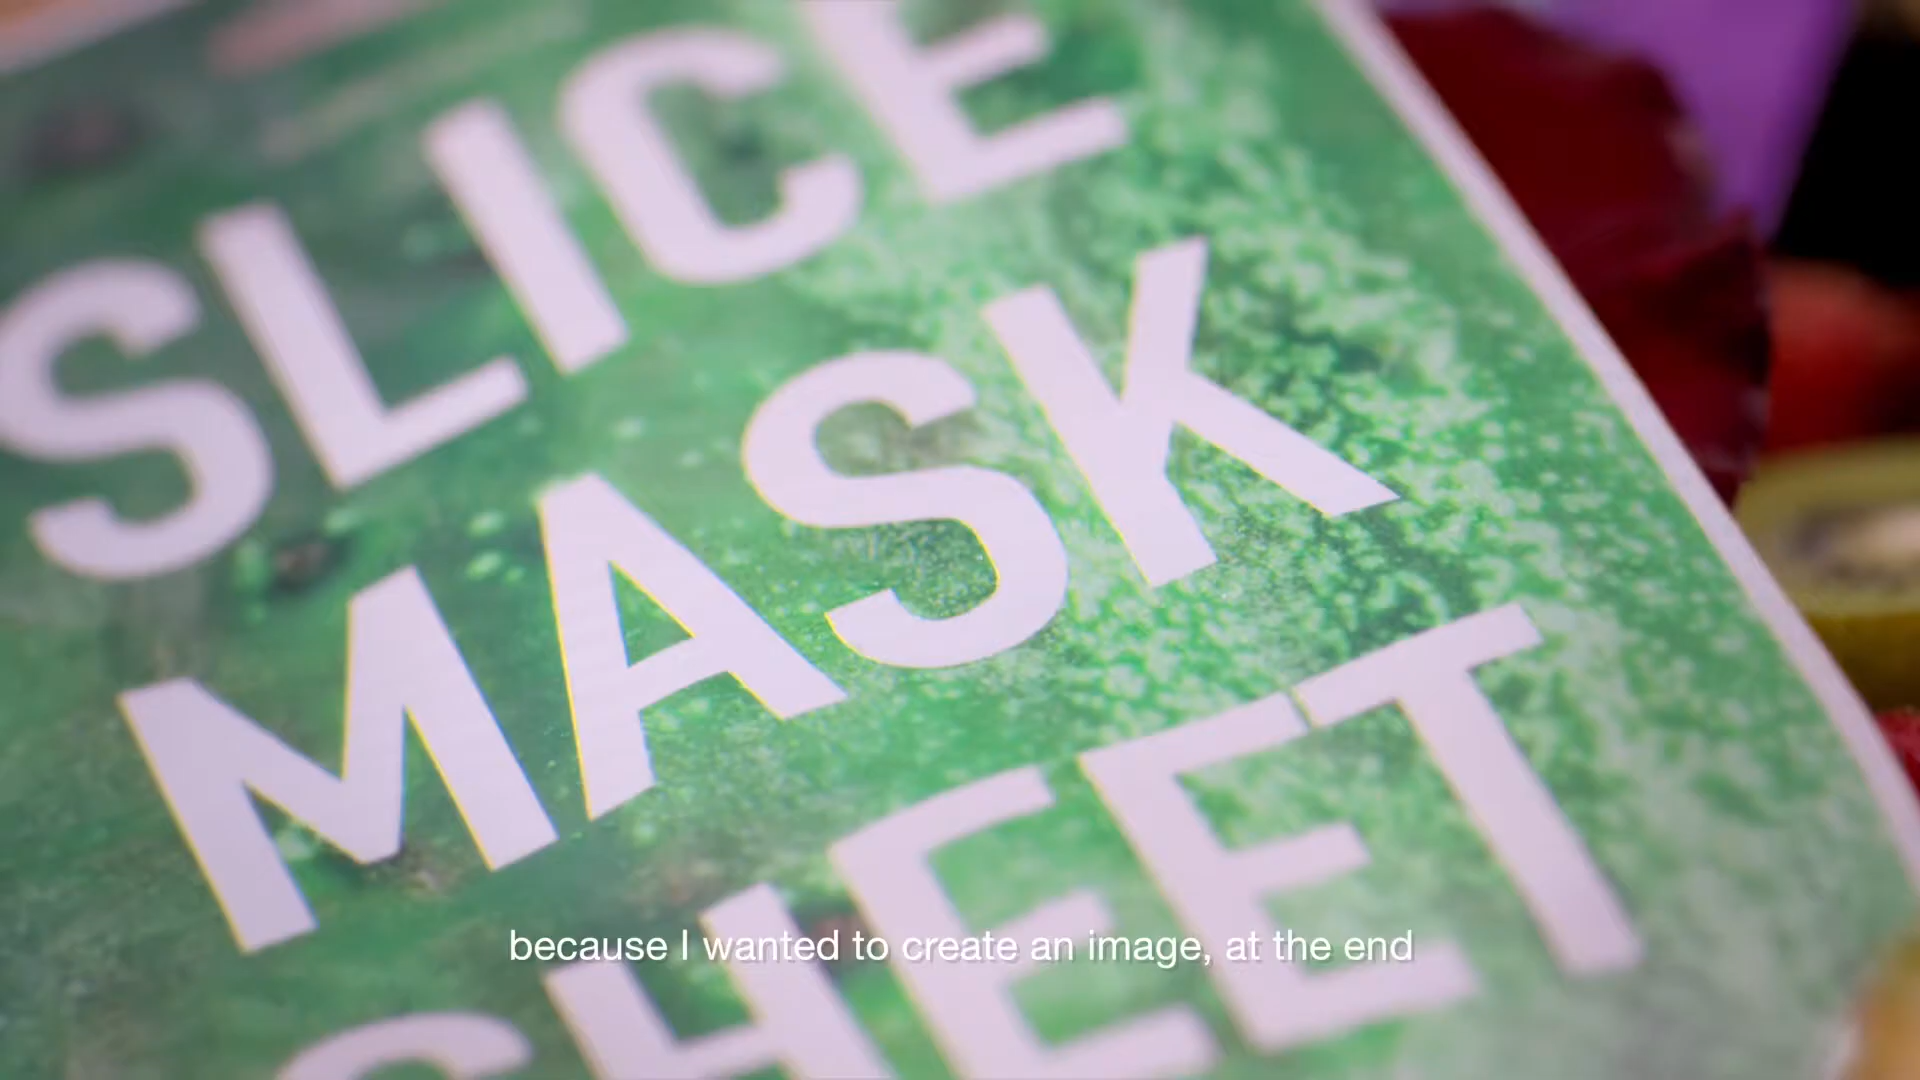 SLICE
MASK
SHEET
because I wanted to create an image, at the end